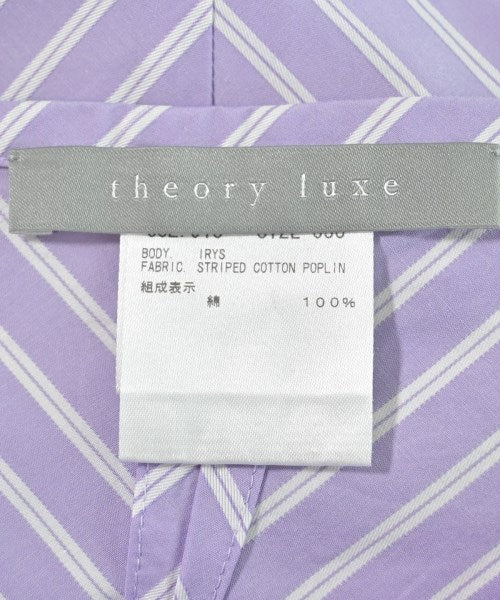 theory luxe
BODY. IRYS
FABRIC. STRIPED COTTON POPLIN
組成表示
綿 100%